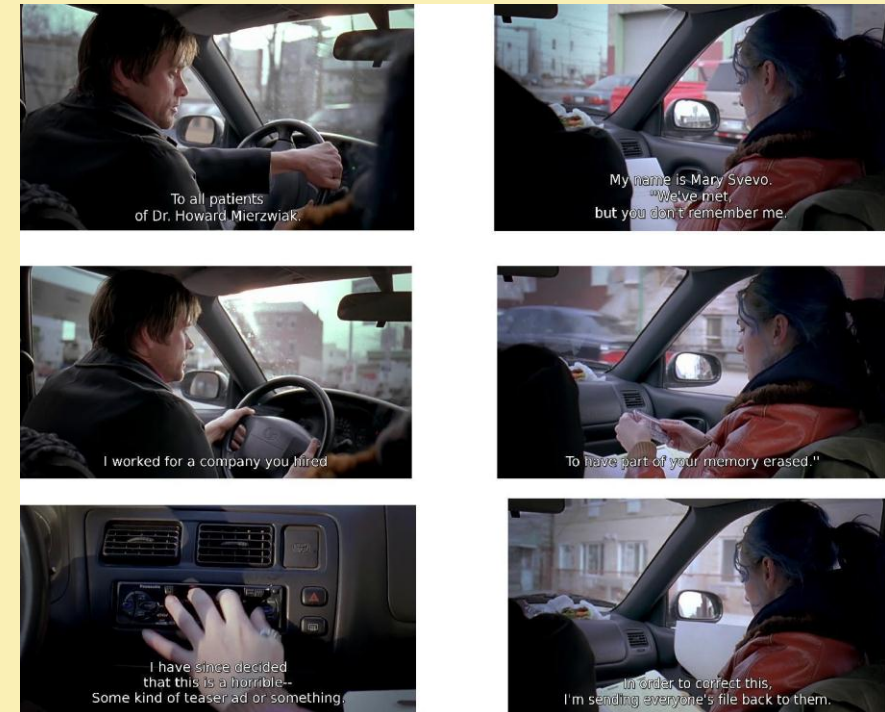 To all patients
of Dr. Howard Mierzwiak,
My name is Mary Svevo.
"We've met,
but you don't remember me.
I worked for a company you hired
To have part of your memory erased."
I have since decided
that this is a horrible--
Some kind of teaser ad or something.
In order to correct this,
I'm sending everyone's file back to them.